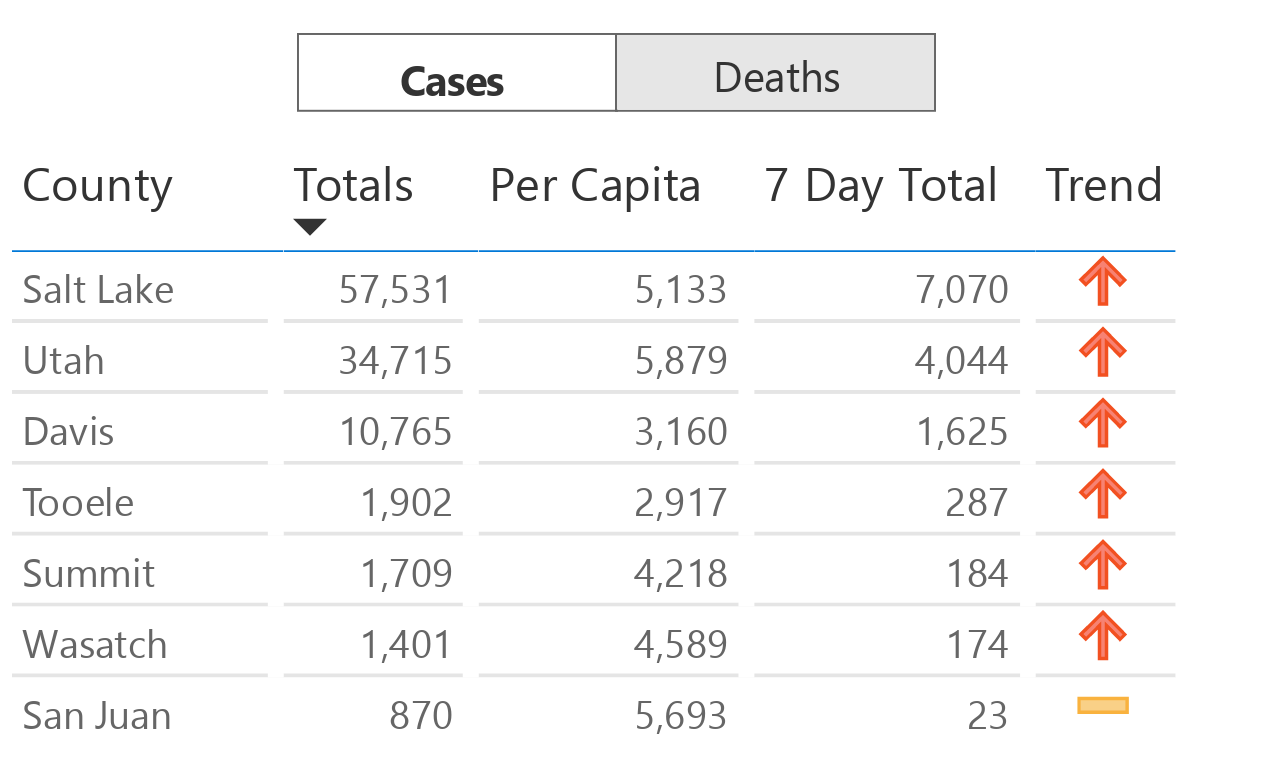 Cases Deaths
County Totals Per Capita 7 Day Total Trend
Salt Lake 57,531 5,133 7,070
Utah 34,715 5,879 4,044
Davis 10,765 3,160 1,625
Tooele 1,902 2,917 287
Summit 1,709 4,218 184
Wasatch 1,401 4,589 174
San Juan 870 5,693 23